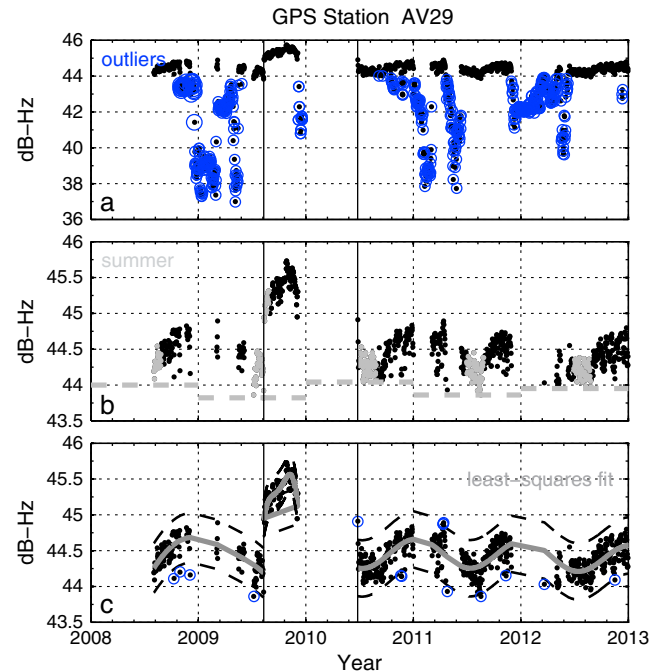 GPS Station AV29
46
44
42
40
38
36
dB-Hz
outliers
a
46
45.5
45
44.5
44
43.5
dB-Hz
summer
b
46
45.5
45
44.5
44
43.5
dB-Hz
least-squares fit
c
2008 2009 2010 2011 2012 2013
Year